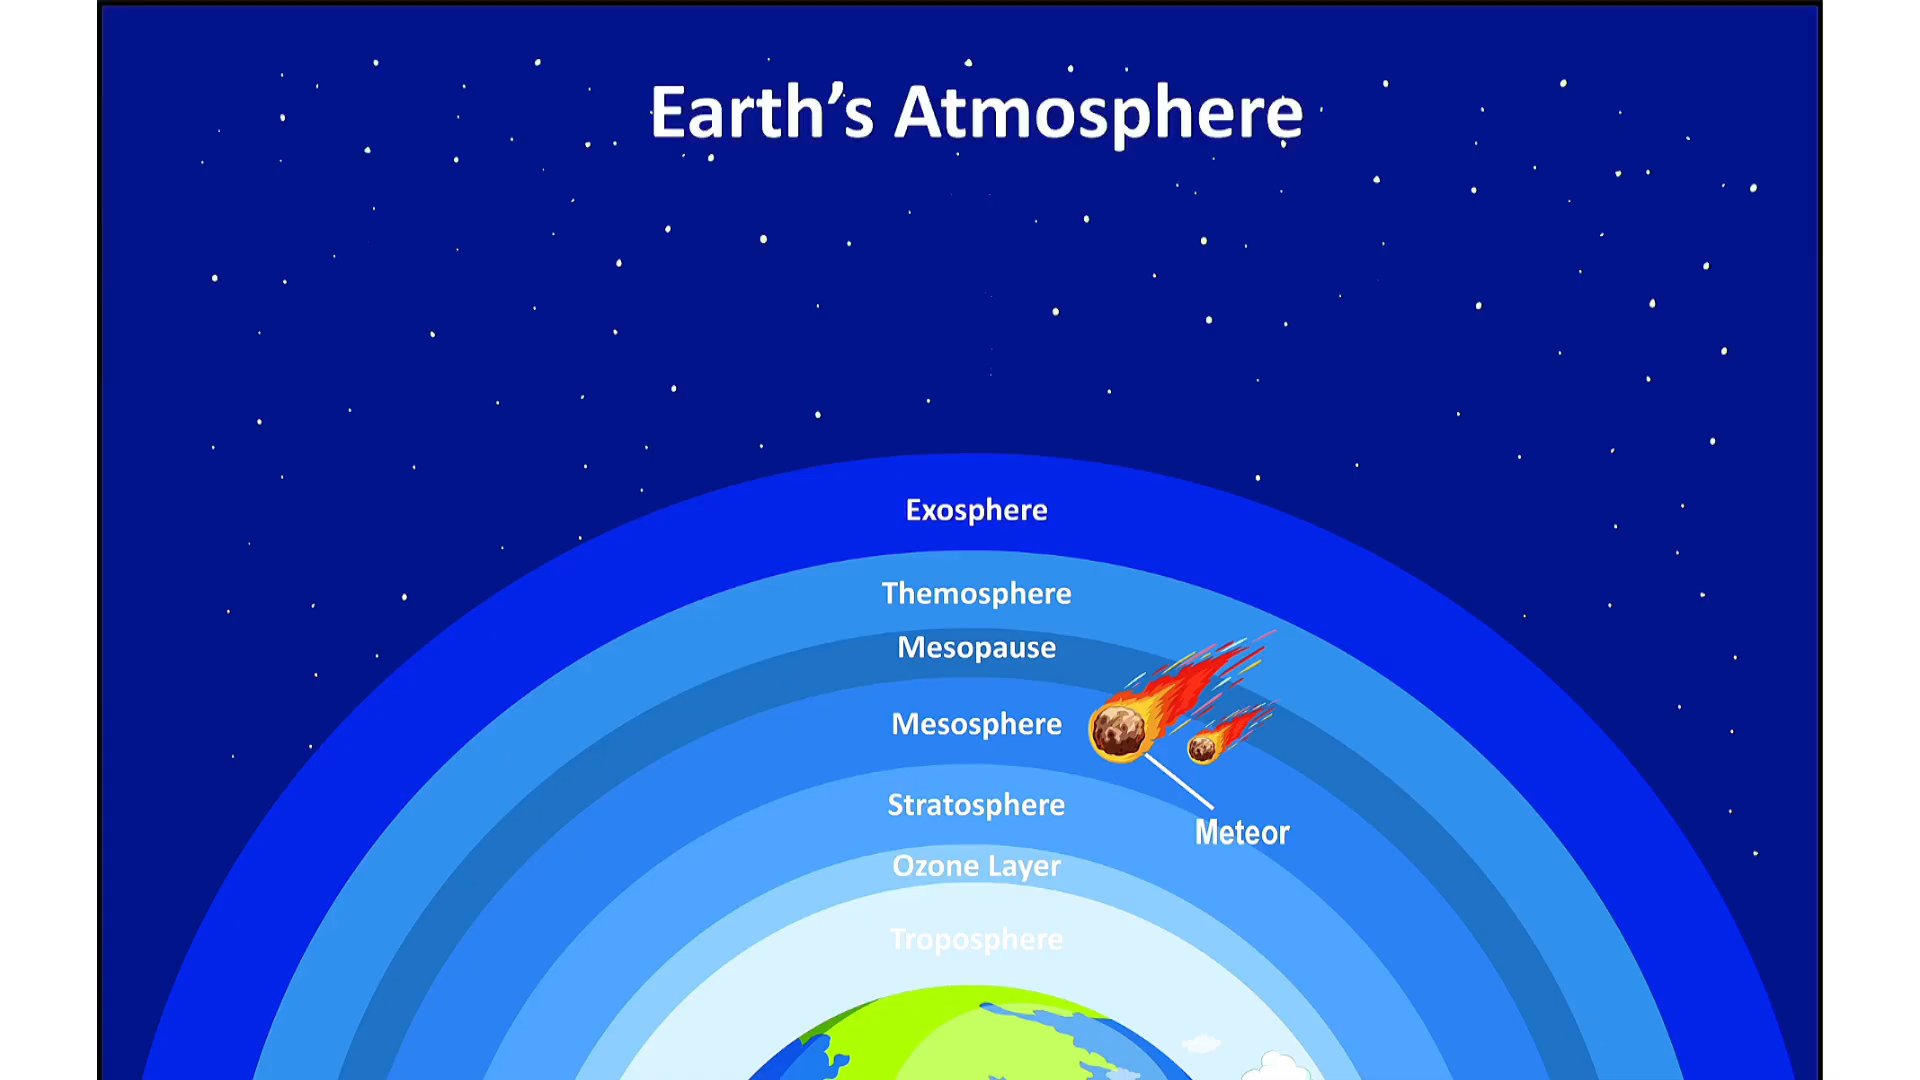 Earth’s Atmosphere
Exosphere
Themosphere
Mesopause
Mesosphere
Stratosphere
Meteor
Ozone Layer
Troposphere